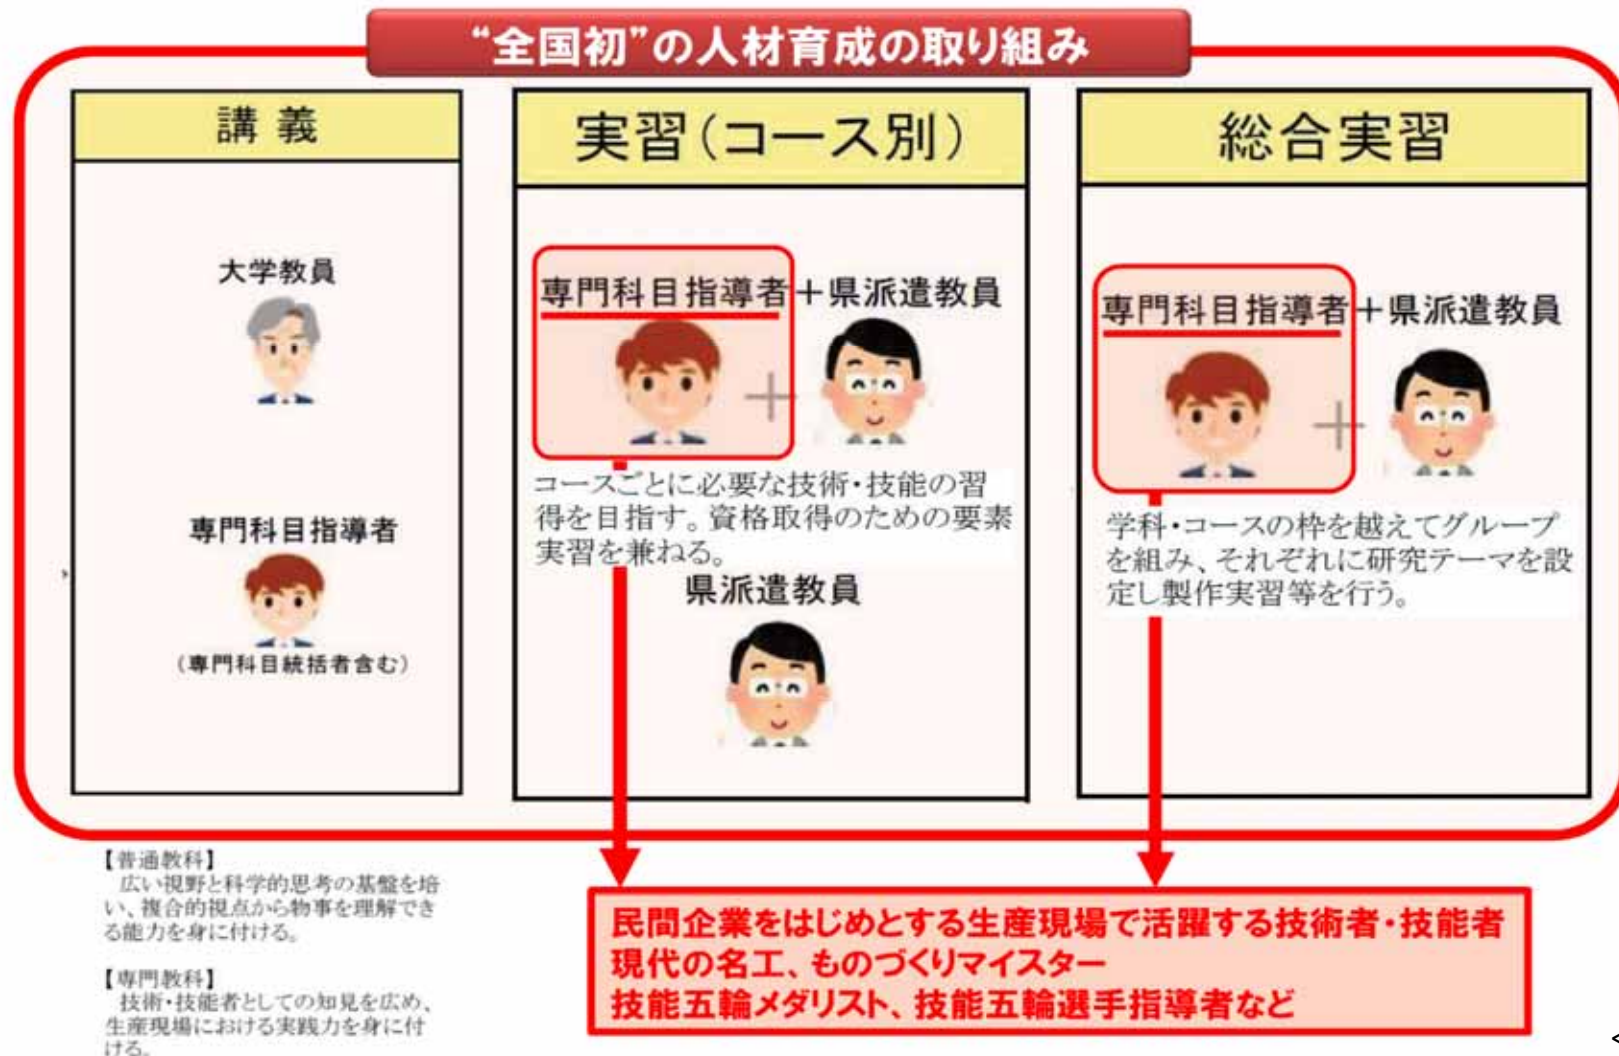 “全国初”の人材育成の取り組み
講 義
大学教員
専門科目指導者
（専門科目統括者含む）
実習（コース別）
専門科目指導者＋県派遣教員
＋
コースごとに必要な技術・技能の習
得を目指す。資格取得のための要素
実習を兼ねる。
県派遣教員
総合実習
専門科目指導者＋県派遣教員
＋
学科・コースの枠を越えてグループ
を組み、それぞれに研究テーマを設
定し製作実習等を行う。
【普通教科】
広い視野と科学的思考の基盤を培
い、複合的視点から物事を理解でき
る能力を身に付ける。
【専門教科】
技術・技能者としての知見を広め、
生産現場における実践力を身に付
ける。
民間企業をはじめとする生産現場で活躍する技術者・技能者
現代の名工、ものづくりマイスター
技能五輪メダリスト、技能五輪選手指導者など